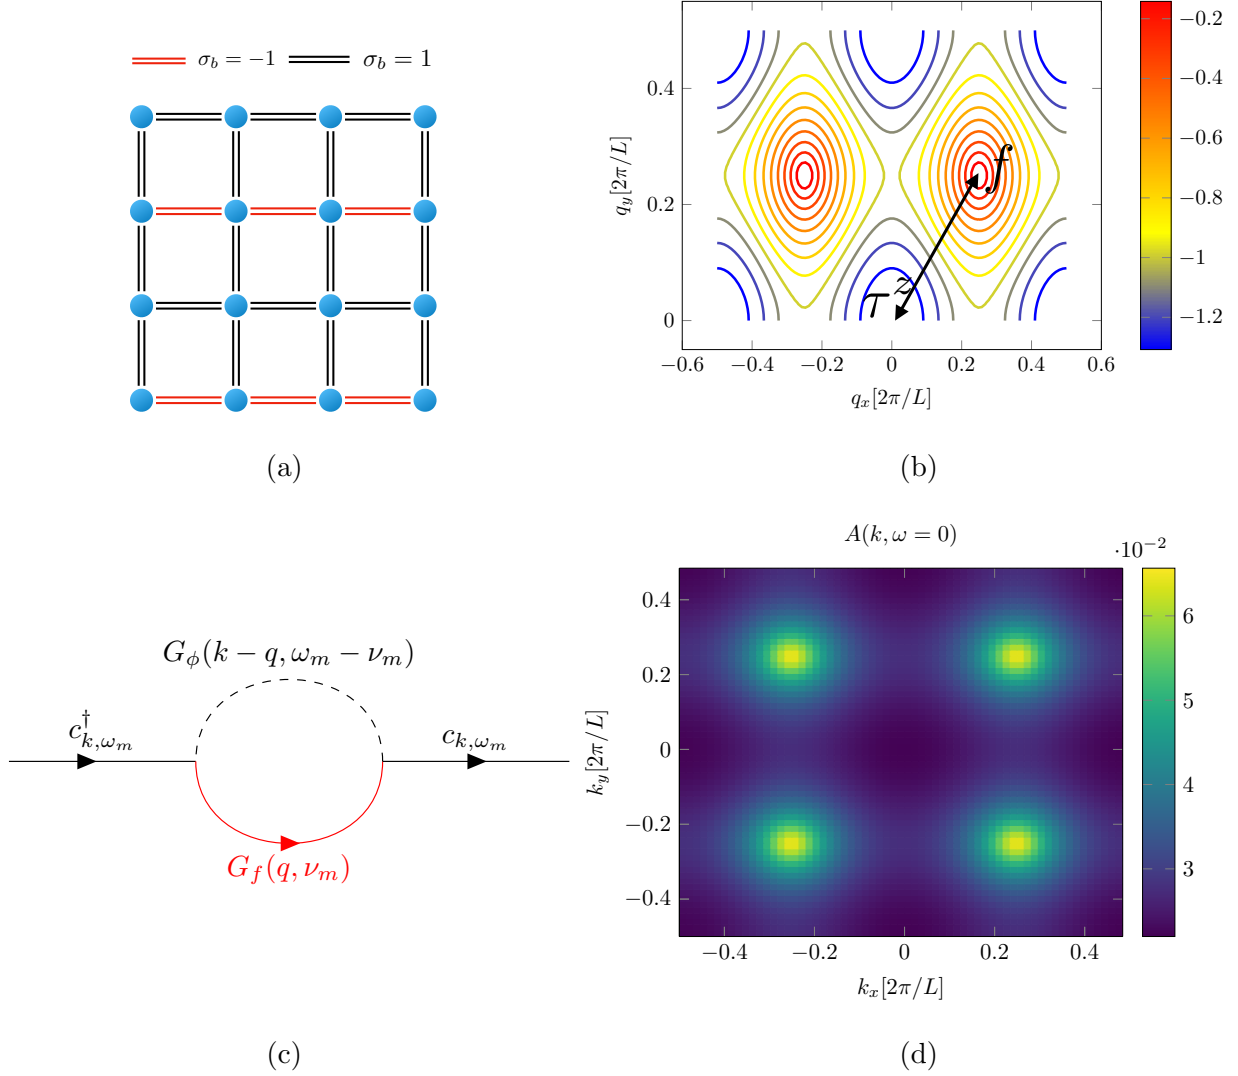 σ_b = −1 σ_b = 1
(a)
−0.2
−0.4
−0.6
−0.8
−1
−1.2
0.4
0.2
0
q_y[2π/L]
f
τ^z
−0.6 −0.4 −0.2 0 0.2 0.4 0.6
q_x[2π/L]
(b)
G_ϕ(k − q, ω_m − ν_m)
c†_{k,ω_m}
c_{k,ω_m}
G_f(q, ν_m)
(c)
A(k, ω = 0)
·10^{−2}
0.4
0.2
0
−0.2
−0.4
k_y[2π/L]
6
5
4
3
−0.4 −0.2 0 0.2 0.4
k_x[2π/L]
(d)